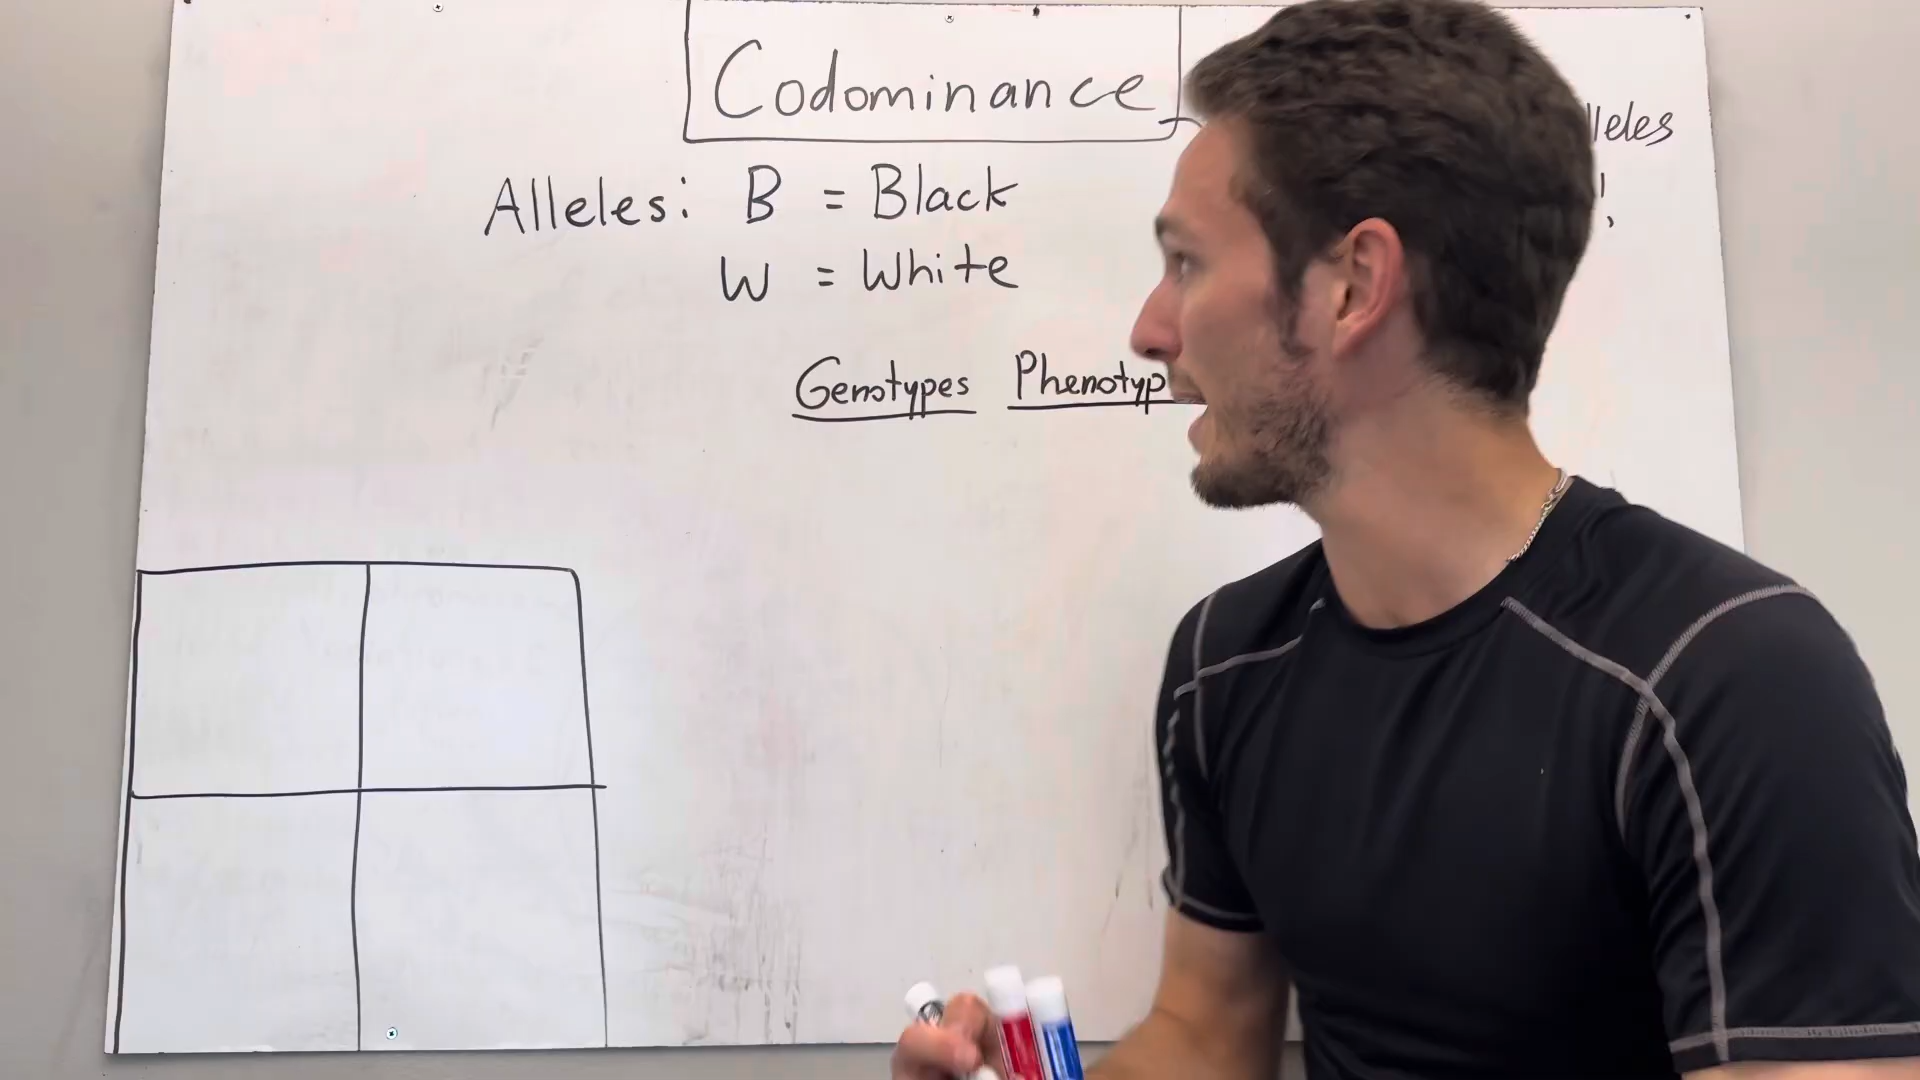 Codominance
lleles
!,
Alleles: B = Black
W = White
Genotypes Phenotyp